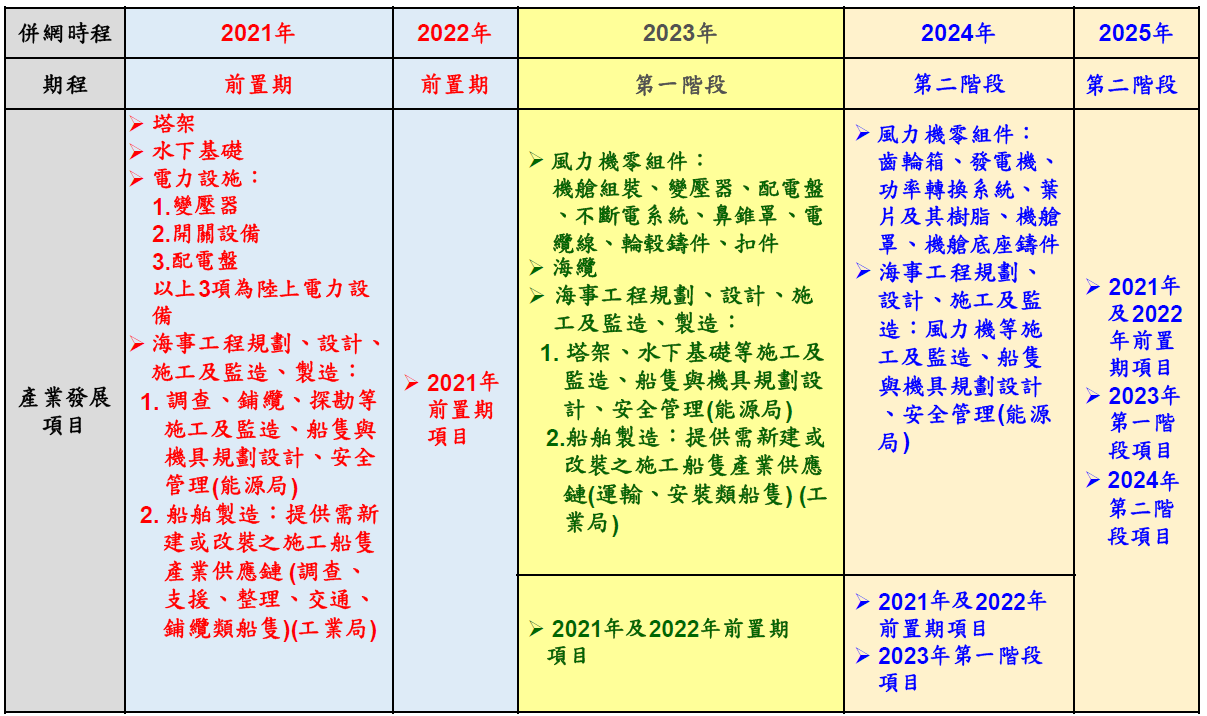 併網時程
2021年
2022年
2023年
2024年
2025年
期程
前置期
前置期
第一階段
第二階段
第二階段
產業發展
項目
➢ 塔架
➢ 水下基礎
➢ 電力設施：
1.變壓器
2.開關設備
3.配電盤
以上3項為陸上電力設
備
➢ 海事工程規劃、設計、
施工及監造、製造：
1. 調查、鋪纜、探勘等
施工及監造、船隻與
機具規劃設計、安全
管理(能源局)
2. 船舶製造：提供需新
建或改裝之施工船隻
產業供應鏈 (調查、
支援、整理、交通、
鋪纜類船隻)(工業局)
➢ 2021年
前置期
項目
➢ 風力機零組件：
機艙組裝、變壓器、配電盤
、不斷電系統、鼻錐罩、電
纜線、輪轂鑄件、扣件
➢ 海纜
➢ 海事工程規劃、設計、施
工及監造、製造：
1. 塔架、水下基礎等施工及
監造、船隻與機具規劃設
計、安全管理(能源局)
2.船舶製造：提供需新建或
改裝之施工船隻產業供應
鏈(運輸、安裝類船隻) (工
業局)
➢ 2021年及2022年前置期
項目
➢ 風力機零組件：
齒輪箱、發電機、
功率轉換系統、葉
片及其樹脂、機艙
罩、機艙底座鑄件
➢ 海事工程規劃、
設計、施工及監
造：風力機等施
工及監造、船隻
與機具規劃設計
、安全管理(能源
局)
➢ 2021年及2022年
前置期項目
➢ 2023年第一階段
項目
➢ 2021年
及2022
年前置
期項目
➢ 2023年
第一階
段項目
➢ 2024年
第二階
段項目